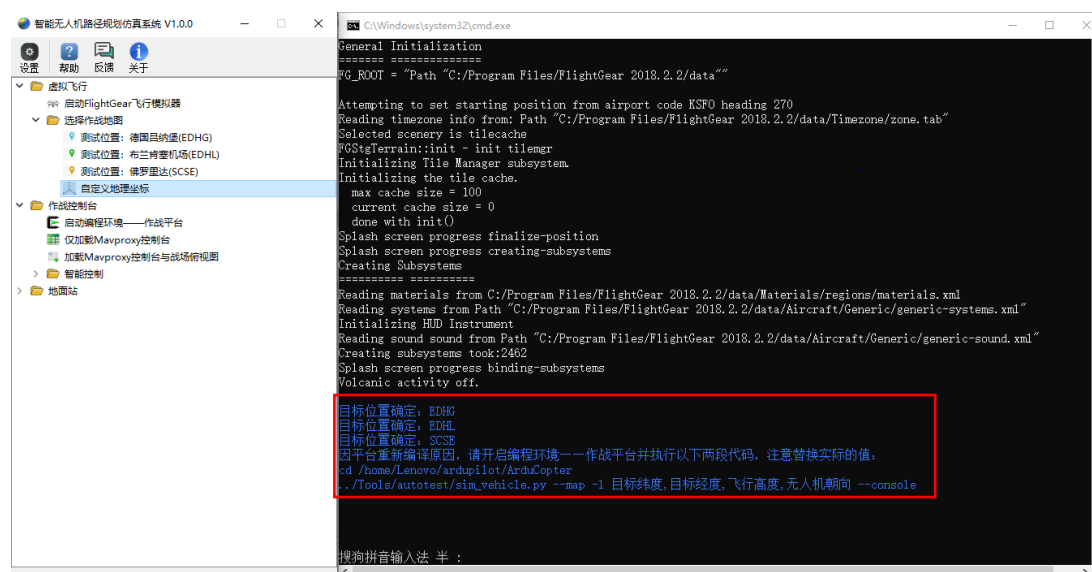 智能无人机路径规划仿真系统 V1.0.0
设置 帮助 反馈 关于
虚拟飞行
启动FlightGear飞行模拟器
选择作战地图
测试位置：德国吕纳堡(EDHG)
测试位置：布兰肯塞机场(EDHL)
测试位置：佛罗里达(SCSE)
自定义地理坐标
作战控制台
启动编程环境——作战平台
仅加载Mavproxy控制台
加载Mavproxy控制台与战场俯视图
智能控制
地面站
C:\Windows\system32\cmd.exe
General Initialization
======= ==============
FG_ROOT = "Path "C:/Program Files/FlightGear 2018.2.2/data""
Attempting to set starting position from airport code KSFO heading 270
Reading timezone info from: Path "C:/Program Files/FlightGear 2018.2.2/data/Timezone/zone.tab"
Selected scenery is tilecache
FGStgTerrain::init - init tilemgr
Initializing Tile Manager subsystem.
Initializing the tile cache.
max cache size = 100
current cache size = 0
done with init()
Splash screen progress finalize-position
Splash screen progress creating-subsystems
Creating Subsystems
========== ==========
Reading materials from C:/Program Files/FlightGear 2018.2.2/data/Materials/regions/materials.xml
Reading systems from Path "C:/Program Files/FlightGear 2018.2.2/data/Aircraft/Generic/generic-systems.xml"
Initializing HUD Instrument
Reading sound sound from Path "C:/Program Files/FlightGear 2018.2.2/data/Aircraft/Generic/generic-sound.xml"
Creating subsystems took:2462
Splash screen progress binding-subsystems
Volcanic activity off.
目标位置确定：EDHG
目标位置确定：EDHL
目标位置确定：SCSE
因平台重新编译原因，请开启编程环境——作战平台并执行以下两段代码，注意替换实际的值：
cd /home/Lenovo/ardupilot/ArduCopter
../Tools/autotest/sim_vehicle.py --map -l 目标纬度,目标经度,飞行高度,无人机朝向 --console
搜狗拼音输入法 半 :